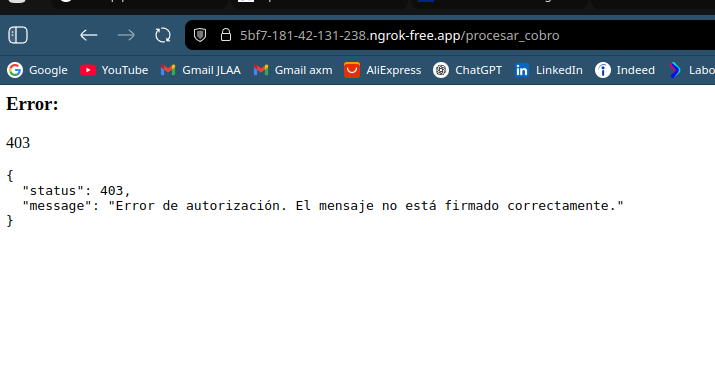 5bf7-181-42-131-238.ngrok-free.app/procesar_cobro
Google YouTube Gmail JLAA Gmail axm AliExpress ChatGPT LinkedIn Indeed Labo
Error:
403
{
"status": 403,
"message": "Error de autorización. El mensaje no está firmado correctamente."
}